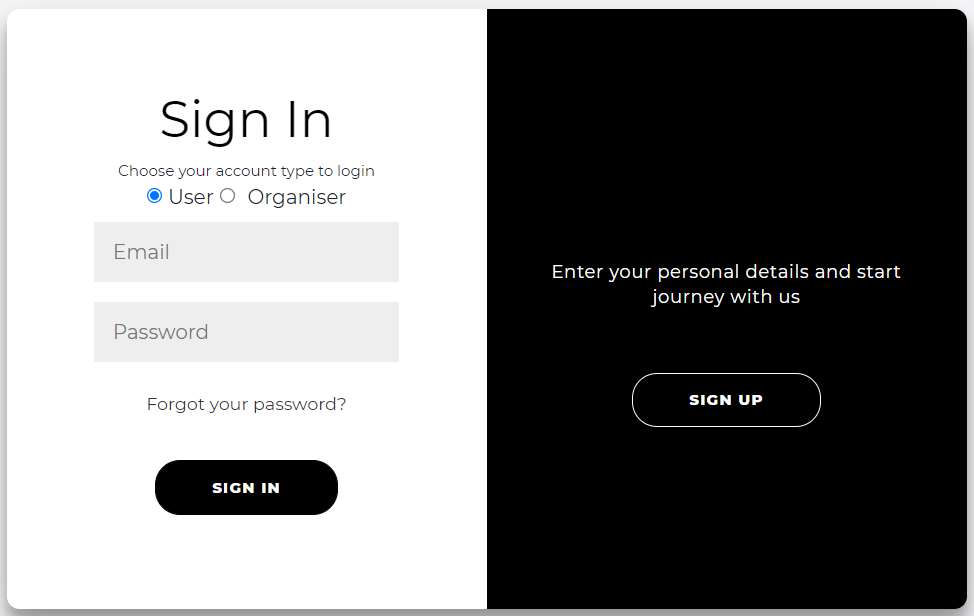 Sign In
Choose your account type to login
User Organiser
Email
Password
Forgot your password?
SIGN IN
Enter your personal details and start
journey with us
SIGN UP